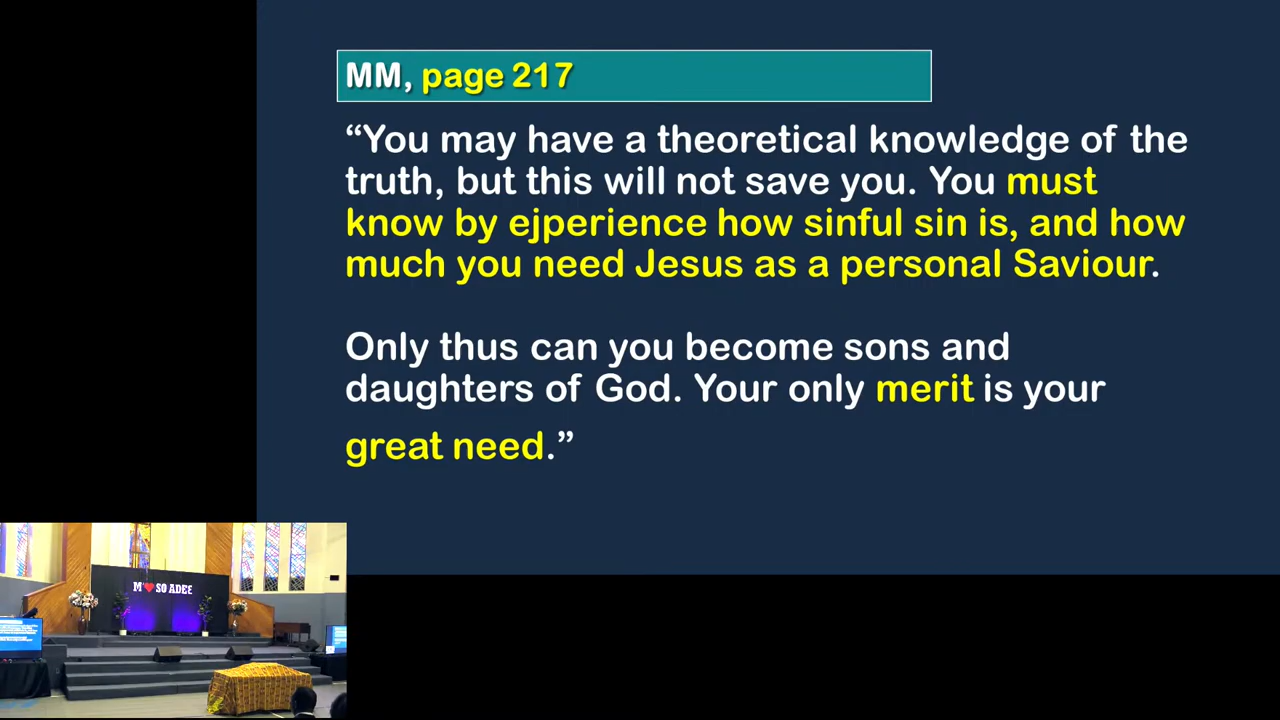 MM, page 217
“You may have a theoretical knowledge of the
truth, but this will not save you. You must
know by ejperience how sinful sin is, and how
much you need Jesus as a personal Saviour.
Only thus can you become sons and
daughters of God. Your only merit is your
great need.”
M'❤SO ADEE